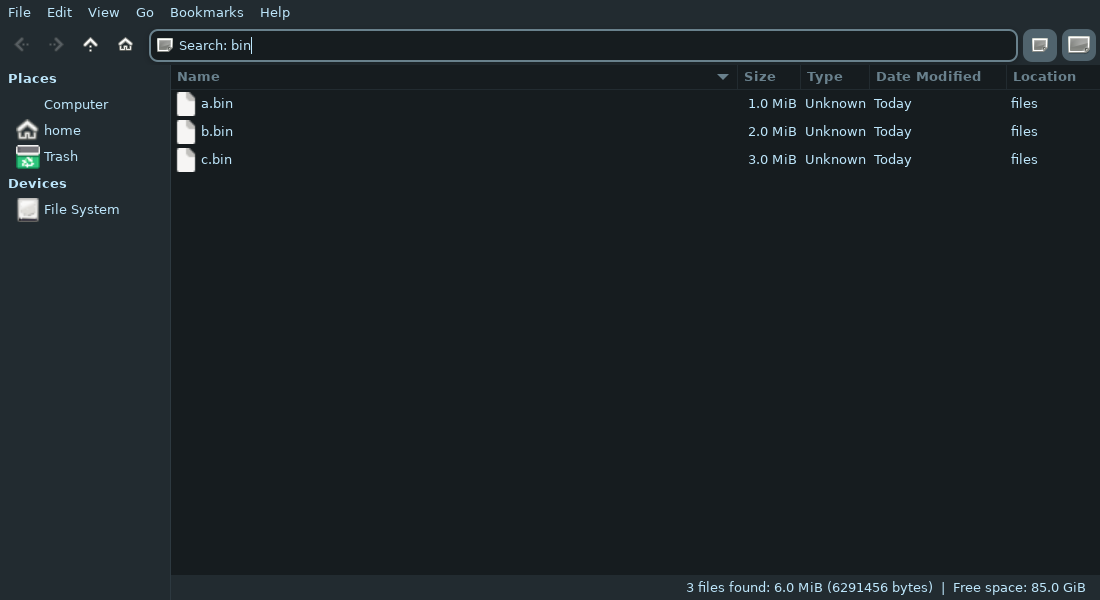 File Edit View Go Bookmarks Help
Search: bin
Places
Computer
home
Trash
Devices
File System
Name Size Type Date Modified Location
a.bin 1.0 MiB Unknown Today files
b.bin 2.0 MiB Unknown Today files
c.bin 3.0 MiB Unknown Today files
3 files found: 6.0 MiB (6291456 bytes) | Free space: 85.0 GiB